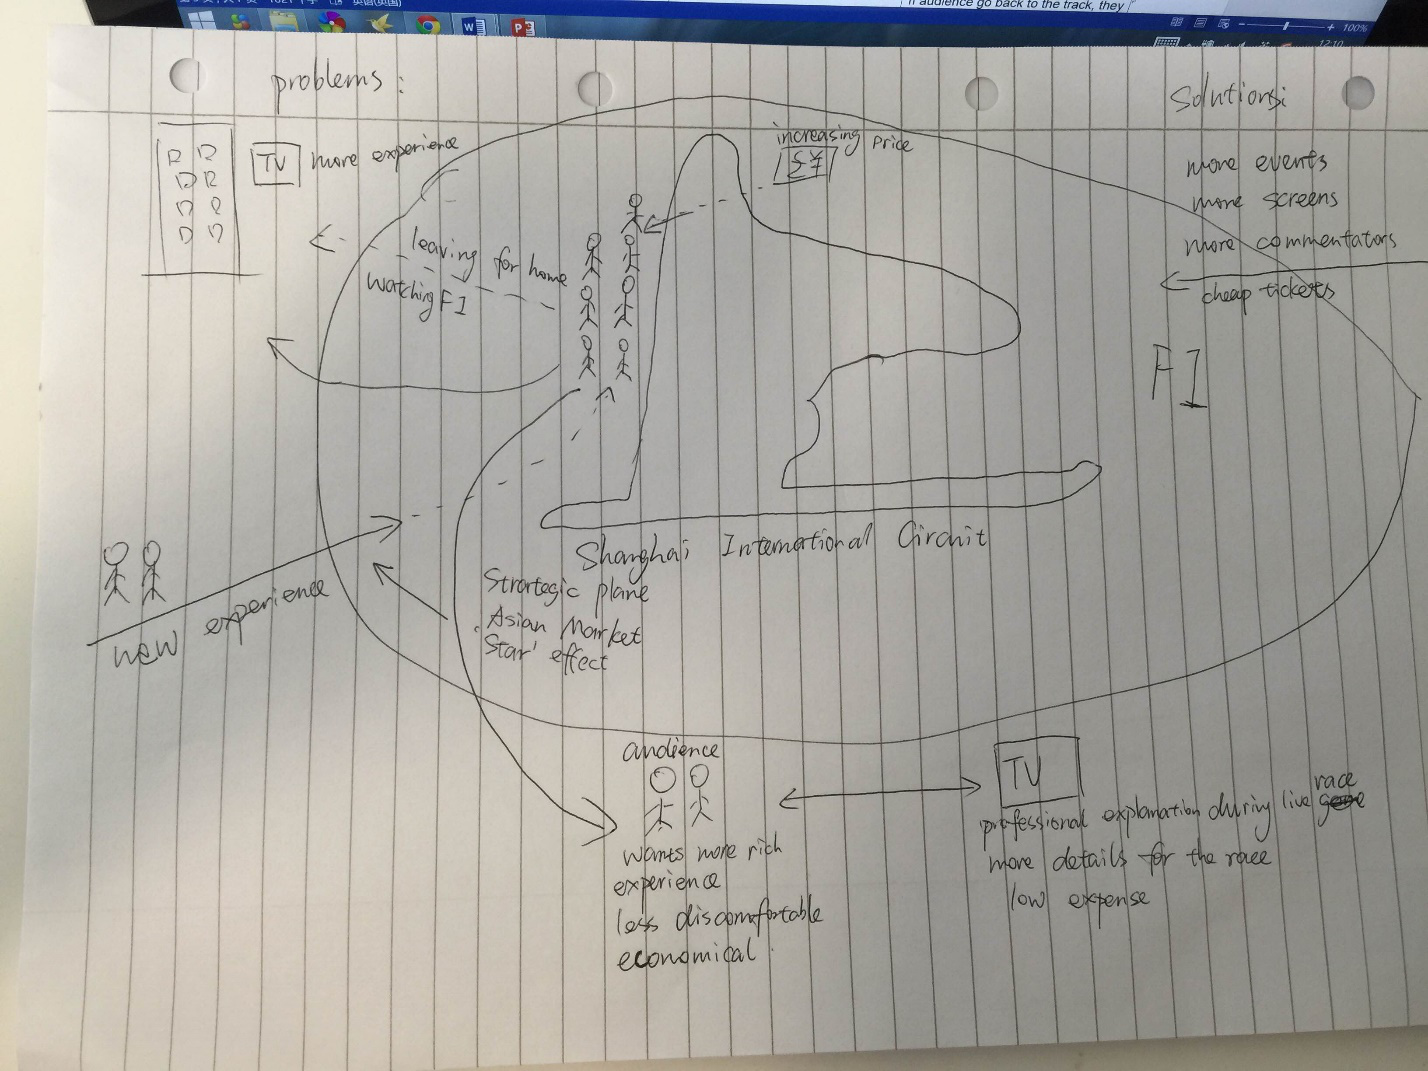 If audience go back to the track, they
100%
12:10
problems:
Solutions:
TV more experience
increasing price
£¥
more events
more screens
more commentators
cheap tickets
leaving for home
watching F1
F1
Shanghai International Circuit
Strategic plane
Asian Market
Star' effect
new experience
audience
wants more rich
experience
less discomfortable
economical
TV
professional explanation during live race
more details for the race
low expense